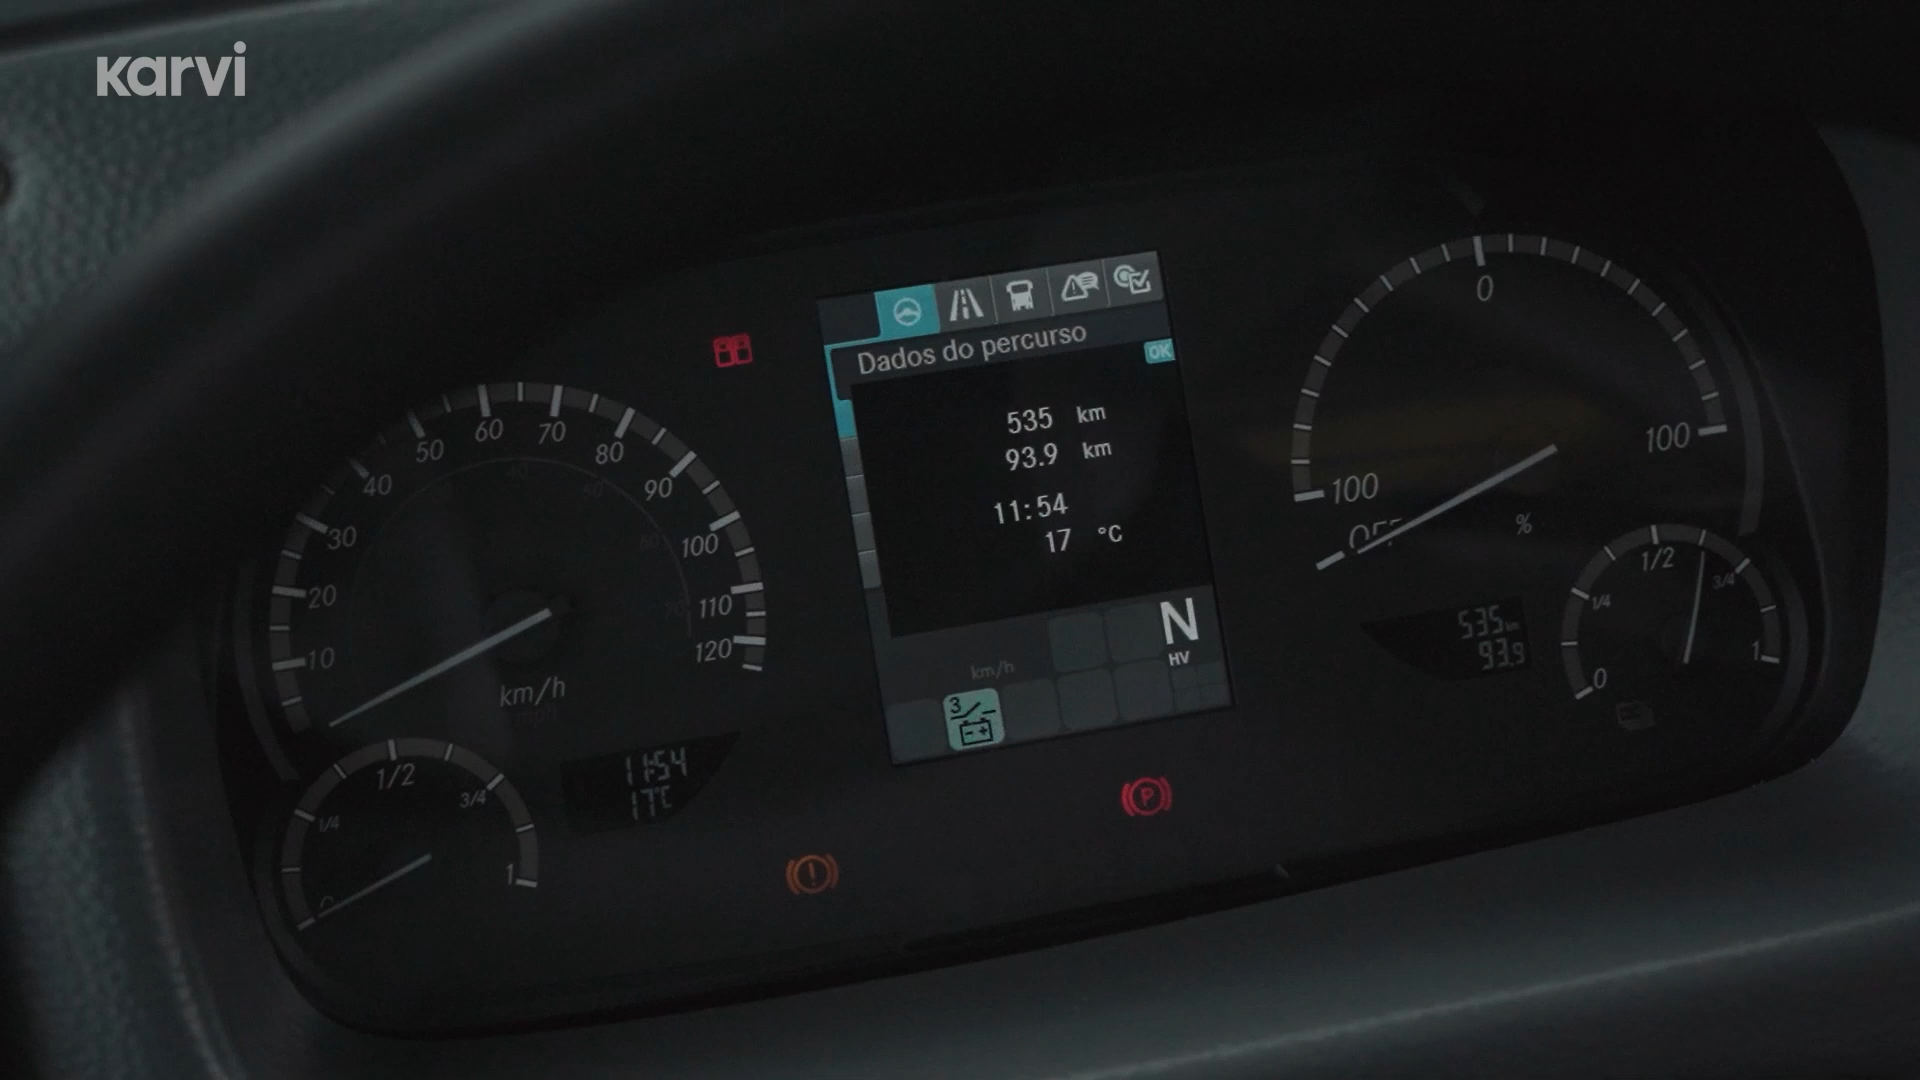 karvi
10
20
30
40
50
60
70
80
90
100
110
120
km/h
Dados do percurso
OK
535 km
93.9 km
11:54
17 °C
N
HV
km/h
3
100
0
100
OFF
%
0
1/4
1/2
3/4
1
535 km
93.9
1/4
1/2
3/4
1
11:54
17°C
P
!